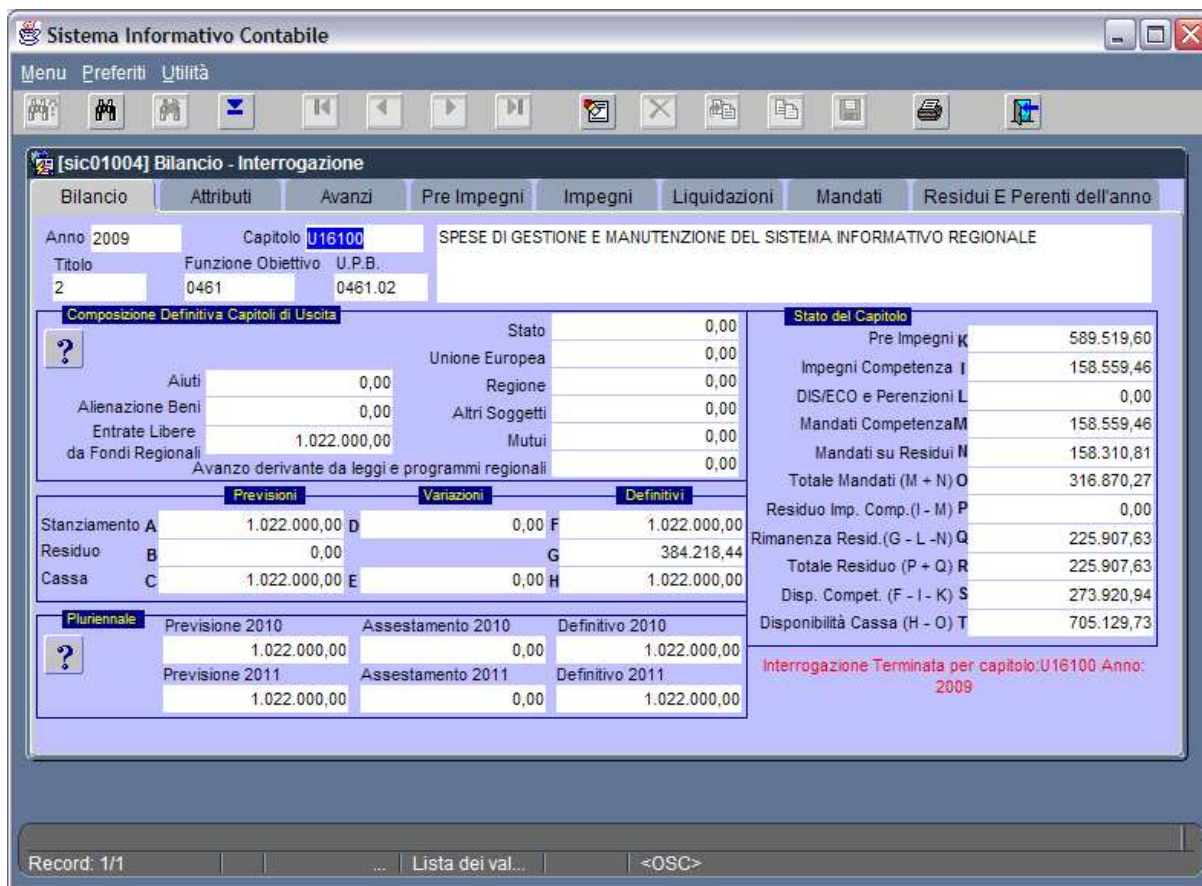 Sistema Informativo Contabile
Menu Preferiti Utilità
[sic01004] Bilancio - Interrogazione
Bilancio Attributi Avanzi Pre Impegni Impegni Liquidazioni Mandati Residui E Perenti dell'anno
Anno 2009 Capitolo U16100 SPESE DI GESTIONE E MANUTENZIONE DEL SISTEMA INFORMATIVO REGIONALE
Titolo Funzione Obiettivo U.P.B.
2 0461 0461.02
Composizione Definitiva Capitoli di Uscita
?
Aiuti 0,00
Alienazione Beni 0,00
Entrate Libere da Fondi Regionali 1.022.000,00
Stato 0,00
Unione Europea 0,00
Regione 0,00
Altri Soggetti 0,00
Mutui 0,00
Avanzo derivante da leggi e programmi regionali 0,00
Previsioni Variazioni Definitivi
Stanziamento A 1.022.000,00 D 0,00 F 1.022.000,00
Residuo B 0,00 G 384.218,44
Cassa C 1.022.000,00 E 0,00 H 1.022.000,00
Pluriennale
?
Previsione 2010 Assestamento 2010 Definitivo 2010
1.022.000,00 0,00 1.022.000,00
Previsione 2011 Assestamento 2011 Definitivo 2011
1.022.000,00 0,00 1.022.000,00
Stato del Capitolo
Pre Impegni K 589.519,60
Impegni Competenza I 158.559,46
DIS/ECO e Perenzioni L 0,00
Mandati Competenza M 158.559,46
Mandati su Residui N 158.310,81
Totale Mandati (M + N) O 316.870,27
Residuo Imp. Comp.(I - M) P 0,00
Rimanenza Resid.(G - L -N) Q 225.907,63
Totale Residuo (P + Q) R 225.907,63
Disp. Compet. (F - I - K) S 273.920,94
Disponibilità Cassa (H - O) T 705.129,73
Interrogazione Terminata per capitolo:U16100 Anno:
2009
Record: 1/1 ... Lista dei val... <OSC>